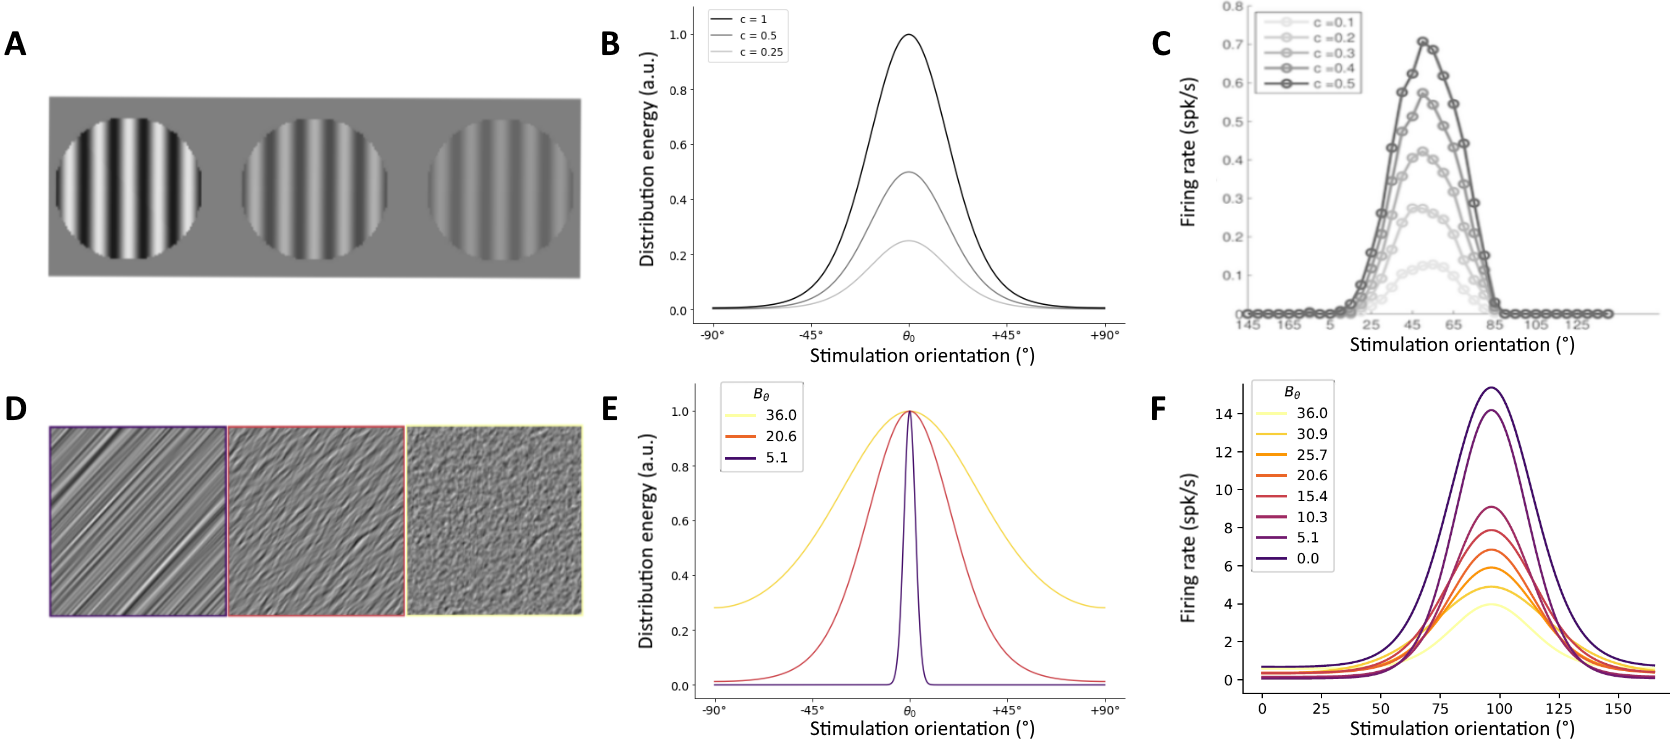 A
B
c = 1
c = 0.5
c = 0.25
Distribution energy (a.u.)
1.0
0.8
0.6
0.4
0.2
0.0
-90°
-45°
θ0
+45°
+90°
Stimulation orientation (°)
C
c =0.1
c =0.2
c =0.3
c =0.4
c =0.5
Firing rate (spk/s)
0.8
0.7
0.6
0.5
0.4
0.3
0.2
0.1
0
145
165
5
25
45
65
85
105
125
Stimulation orientation (°)
D
E
Bθ
36.0
20.6
5.1
Distribution energy (a.u.)
1.0
0.8
0.6
0.4
0.2
0.0
-90°
-45°
θ0
+45°
+90°
Stimulation orientation (°)
F
Bθ
36.0
30.9
25.7
20.6
15.4
10.3
5.1
0.0
Firing rate (spk/s)
14
12
10
8
6
4
2
0
0
25
50
75
100
125
150
Stimulation orientation (°)